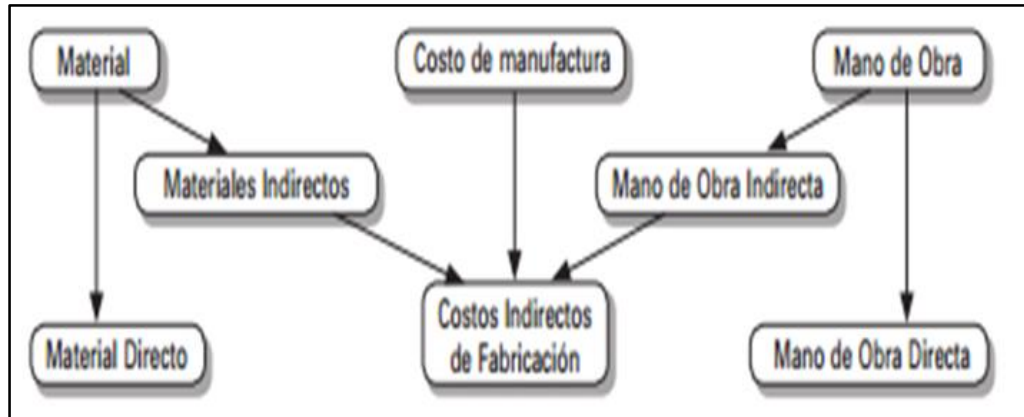 Material
Costo de manufactura
Mano de Obra
Materiales Indirectos
Mano de Obra Indirecta
Material Directo
Costos Indirectos
de Fabricación
Mano de Obra Directa